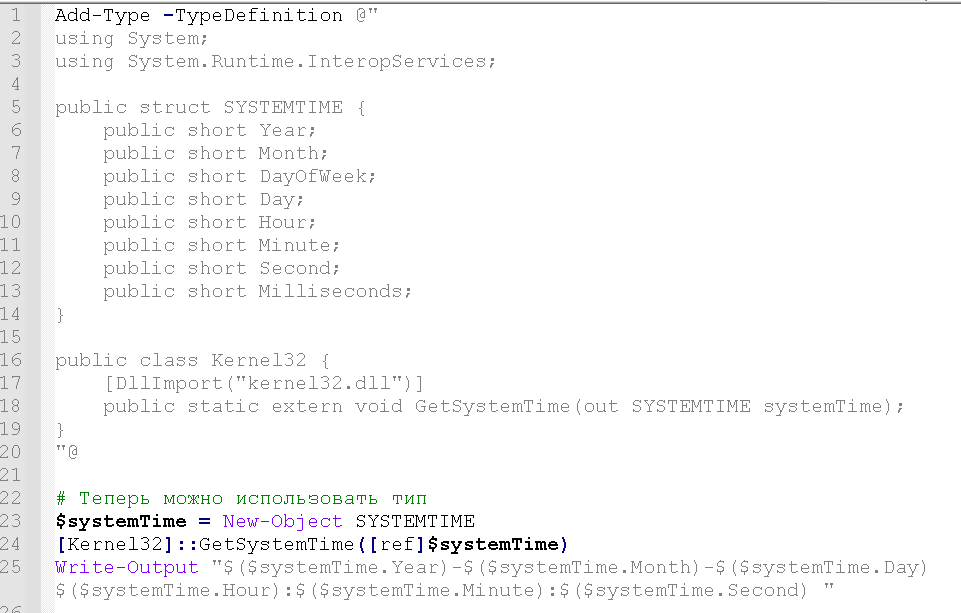 1 Add-Type -TypeDefinition @"
2 using System;
3 using System.Runtime.InteropServices;
4
5 public struct SYSTEMTIME {
6     public short Year;
7     public short Month;
8     public short DayOfWeek;
9     public short Day;
10     public short Hour;
11     public short Minute;
12     public short Second;
13     public short Milliseconds;
14 }
15
16 public class Kernel32 {
17     [DllImport("kernel32.dll")]
18     public static extern void GetSystemTime(out SYSTEMTIME systemTime);
19 }
20 "@
21
22 # Теперь можно использовать тип
23 $systemTime = New-Object SYSTEMTIME
24 [Kernel32]::GetSystemTime([ref]$systemTime)
25 Write-Output "$($systemTime.Year)-$($systemTime.Month)-$($systemTime.Day)
$($systemTime.Hour):$($systemTime.Minute):$($systemTime.Second) "
26